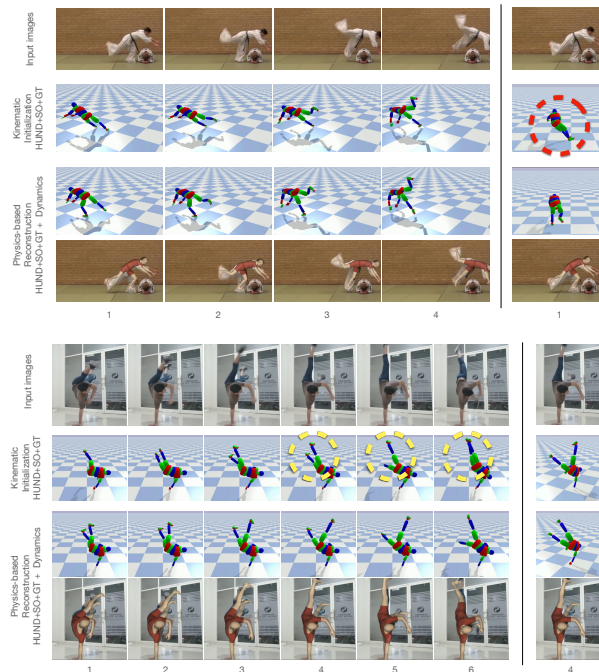 Input images
Kinematic
Initialization
HUND+SO+GT
Physics-based
Reconstruction
HUND+SO+GT + Dynamics
1 2 3 4 1
Input images
Kinematic
Initialization
HUND+SO+GT
Physics-based
Reconstruction
HUND+SO+GT + Dynamics
1 2 3 4 5 6 4